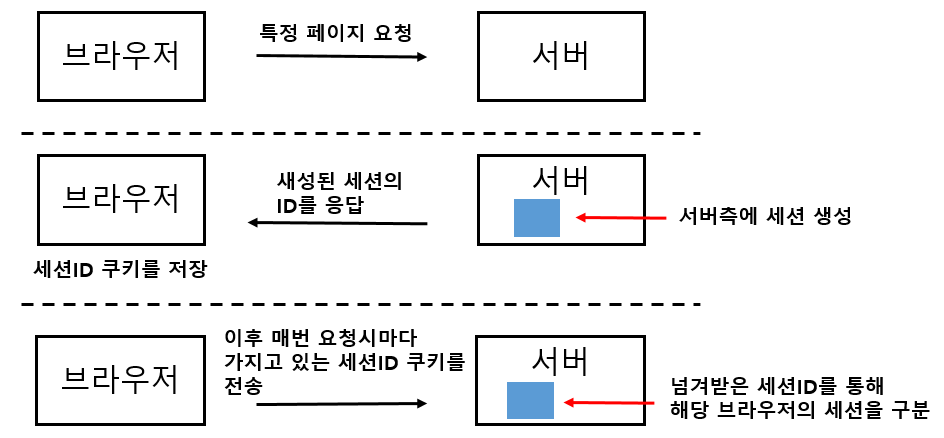 특정 페이지 요청
브라우저
서버
새성된 세션의
ID를 응답
브라우저
서버
서버측에 세션 생성
세션ID 쿠키를 저장
이후 매번 요청시마다
가지고 있는 세션ID 쿠키를
전송
브라우저
서버
넘겨받은 세션ID를 통해
해당 브라우저의 세션을 구분